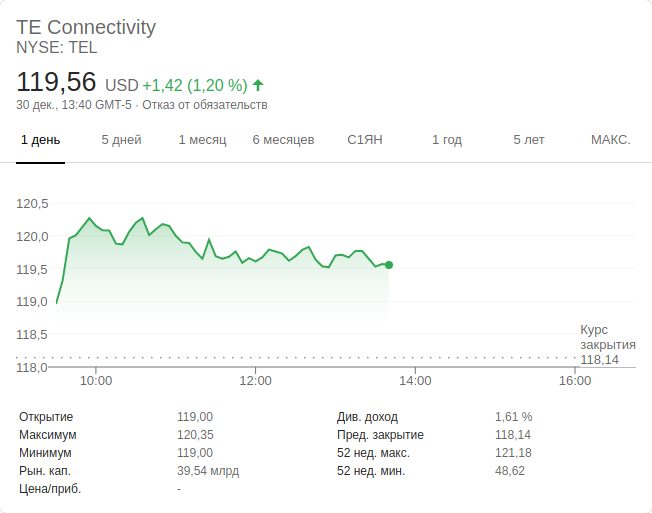 TE Connectivity
NYSE: TEL
119,56 USD +1,42 (1,20 %)
30 дек., 13:40 GMT-5 · Отказ от обязательств
1 день 5 дней 1 месяц 6 месяцев С1ЯН 1 год 5 лет МАКС.
120,5
120,0
119,5
119,0
118,5
118,0
Курс
закрытия
118,14
10:00 12:00 14:00 16:00
Открытие 119,00 Див. доход 1,61 %
Максимум 120,35 Пред. закрытие 118,14
Минимум 119,00 52 нед. макс. 121,18
Рын. кап. 39,54 млрд 52 нед. мин. 48,62
Цена/приб. -